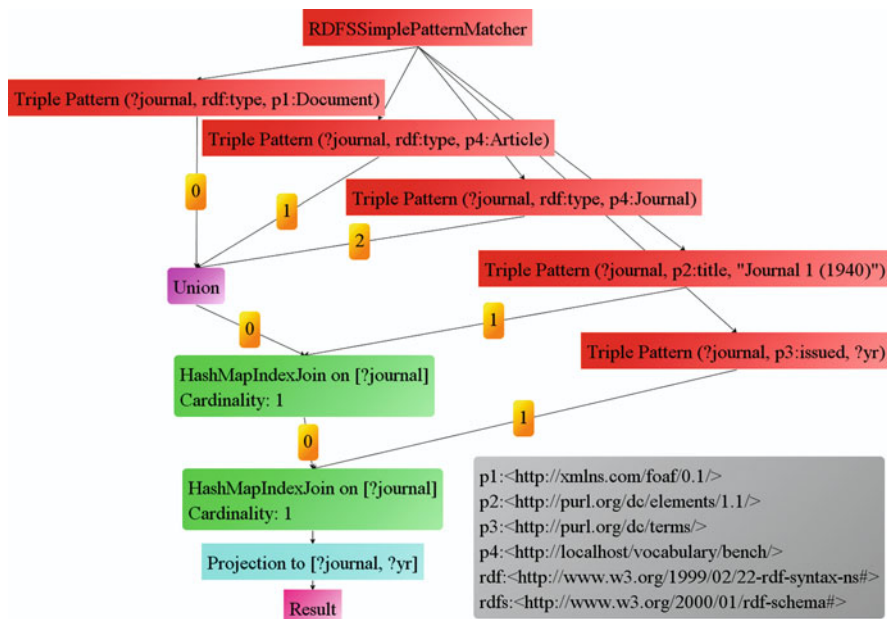 RDFSSimplePatternMatcher
Triple Pattern (?journal, rdf:type, p1:Document)
Triple Pattern (?journal, rdf:type, p4:Article)
0
1
Triple Pattern (?journal, rdf:type, p4:Journal)
2
Triple Pattern (?journal, p2:title, "Journal 1 (1940)")
Union
0
1
Triple Pattern (?journal, p3:issued, ?yr)
HashMapIndexJoin on [?journal]
Cardinality: 1
0
1
HashMapIndexJoin on [?journal]
Cardinality: 1
Projection to [?journal, ?yr]
Result
p1:<http://xmlns.com/foaf/0.1/>
p2:<http://purl.org/dc/elements/1.1/>
p3:<http://purl.org/dc/terms/>
p4:<http://localhost/vocabulary/bench/>
rdf:<http://www.w3.org/1999/02/22-rdf-syntax-ns#>
rdfs:<http://www.w3.org/2000/01/rdf-schema#>